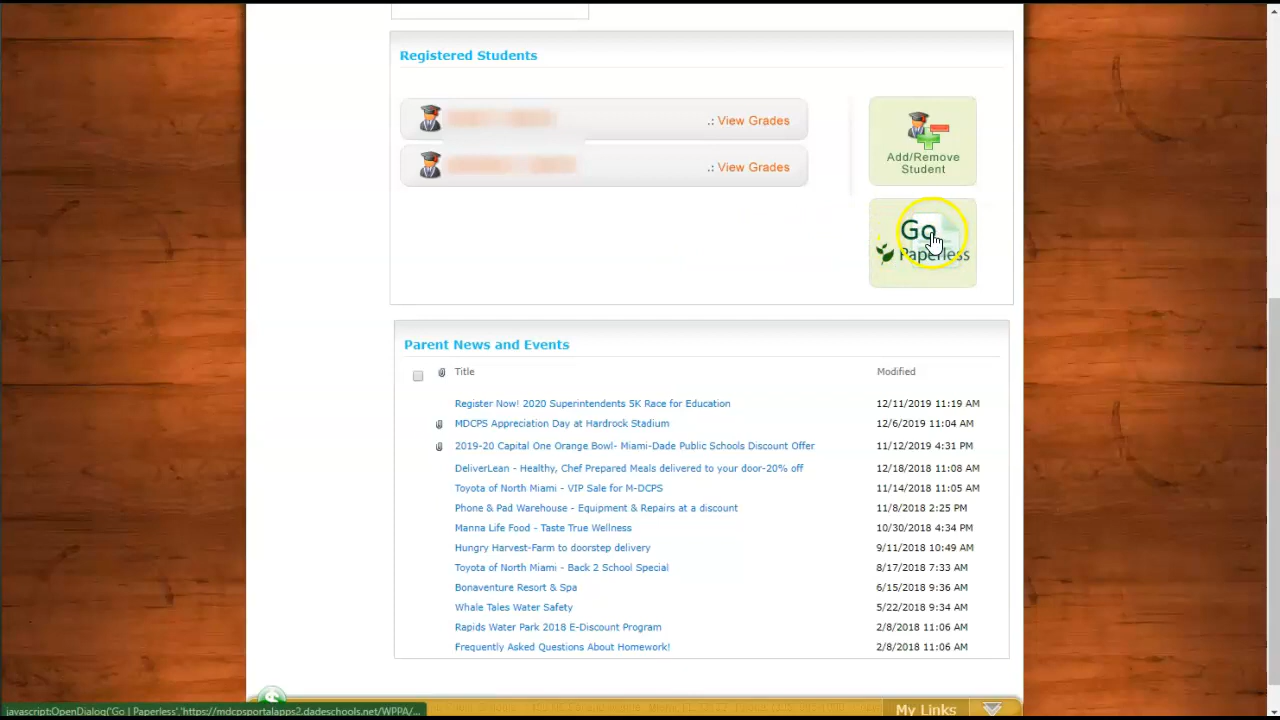 Registered Students
.: View Grades
.: View Grades
Add/Remove
Student
Go
Paperless
Parent News and Events
Title Modified
Register Now! 2020 Superintendents 5K Race for Education 12/11/2019 11:19 AM
MDCPS Appreciation Day at Hardrock Stadium 12/6/2019 11:04 AM
2019-20 Capital One Orange Bowl- Miami-Dade Public Schools Discount Offer 11/12/2019 4:31 PM
DeliverLean - Healthy, Chef Prepared Meals delivered to your door-20% off 12/18/2018 11:08 AM
Toyota of North Miami - VIP Sale for M-DCPS 11/14/2018 11:05 AM
Phone & Pad Warehouse - Equipment & Repairs at a discount 11/8/2018 2:25 PM
Manna Life Food - Taste True Wellness 10/30/2018 4:34 PM
Hungry Harvest-Farm to doorstep delivery 9/11/2018 10:49 AM
Toyota of North Miami - Back 2 School Special 8/17/2018 7:33 AM
Bonaventure Resort & Spa 6/15/2018 9:36 AM
Whale Tales Water Safety 5/22/2018 9:34 AM
Rapids Water Park 2018 E-Discount Program 2/8/2018 11:06 AM
Frequently Asked Questions About Homework! 2/8/2018 11:06 AM
javascript:OpenDialog('Go | Paperless','https://mdcpsportalapps2.dadeschools.net/WPPA/...
My Links